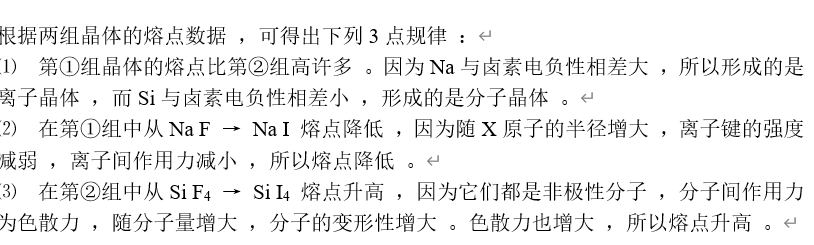 根据两组晶体的熔点数据 ，可得出下列 3 点规律 ：↵
⑴ 第①组晶体的熔点比第②组高许多 。因为 Na 与卤素电负性相差大 ，所以形成的是
离子晶体 ，而 Si 与卤素电负性相差小 ，形成的是分子晶体 。↵
⑵ 在第①组中从 Na F → Na I 熔点降低 ，因为随 X 原子的半径增大 ，离子键的强度
减弱 ，离子间作用力减小 ，所以熔点降低 。↵
⑶ 在第②组中从 Si F₄ → Si I₄ 熔点升高 ，因为它们都是非极性分子 ，分子间作用力
为色散力 ，随分子量增大 ，分子的变形性增大 。色散力也增大 ，所以熔点升高 。↵